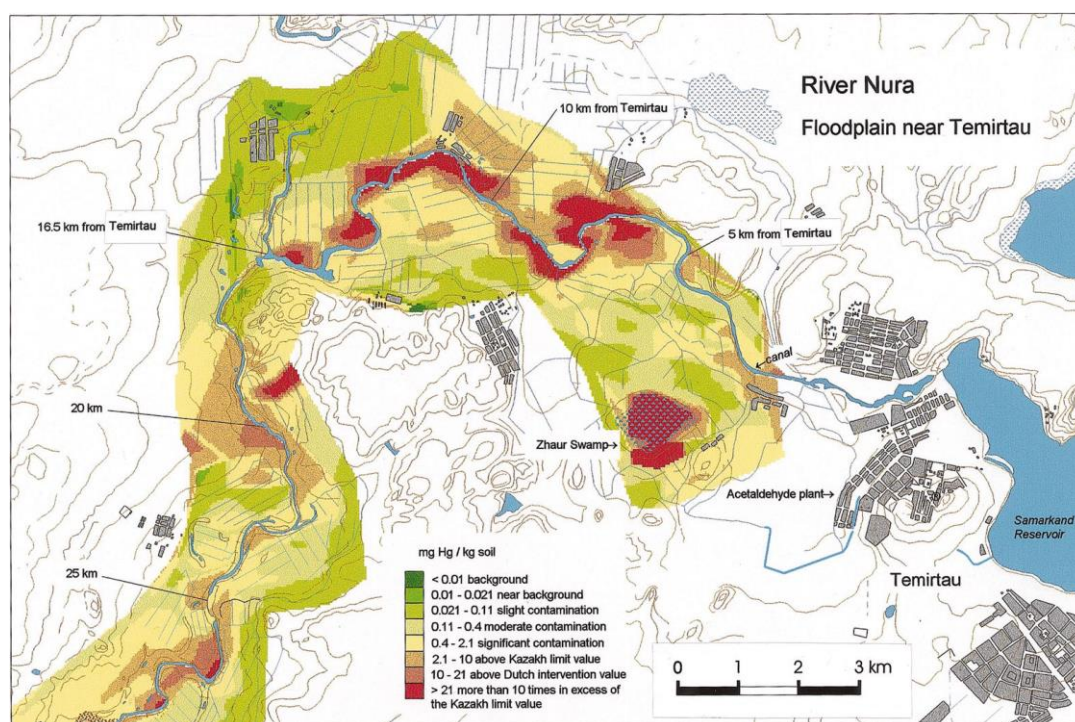 River Nura
Floodplain near Temirtau
10 km from Temirtau
16.5 km from Temirtau
5 km from Temirtau
canal
20 km
Zhaur Swamp
Acetaldehyde plant
Samarkand
Reservoir
25 km
Temirtau
mg Hg / kg soil
< 0.01 background
0.01 - 0.021 near background
0.021 - 0.11 slight contamination
0.11 - 0.4 moderate contamination
0.4 - 2.1 significant contamination
2.1 - 10 above Kazakh limit value
10 - 21 above Dutch intervention value
> 21 more than 10 times in excess of
the Kazakh limit value
0 1 2 3 km